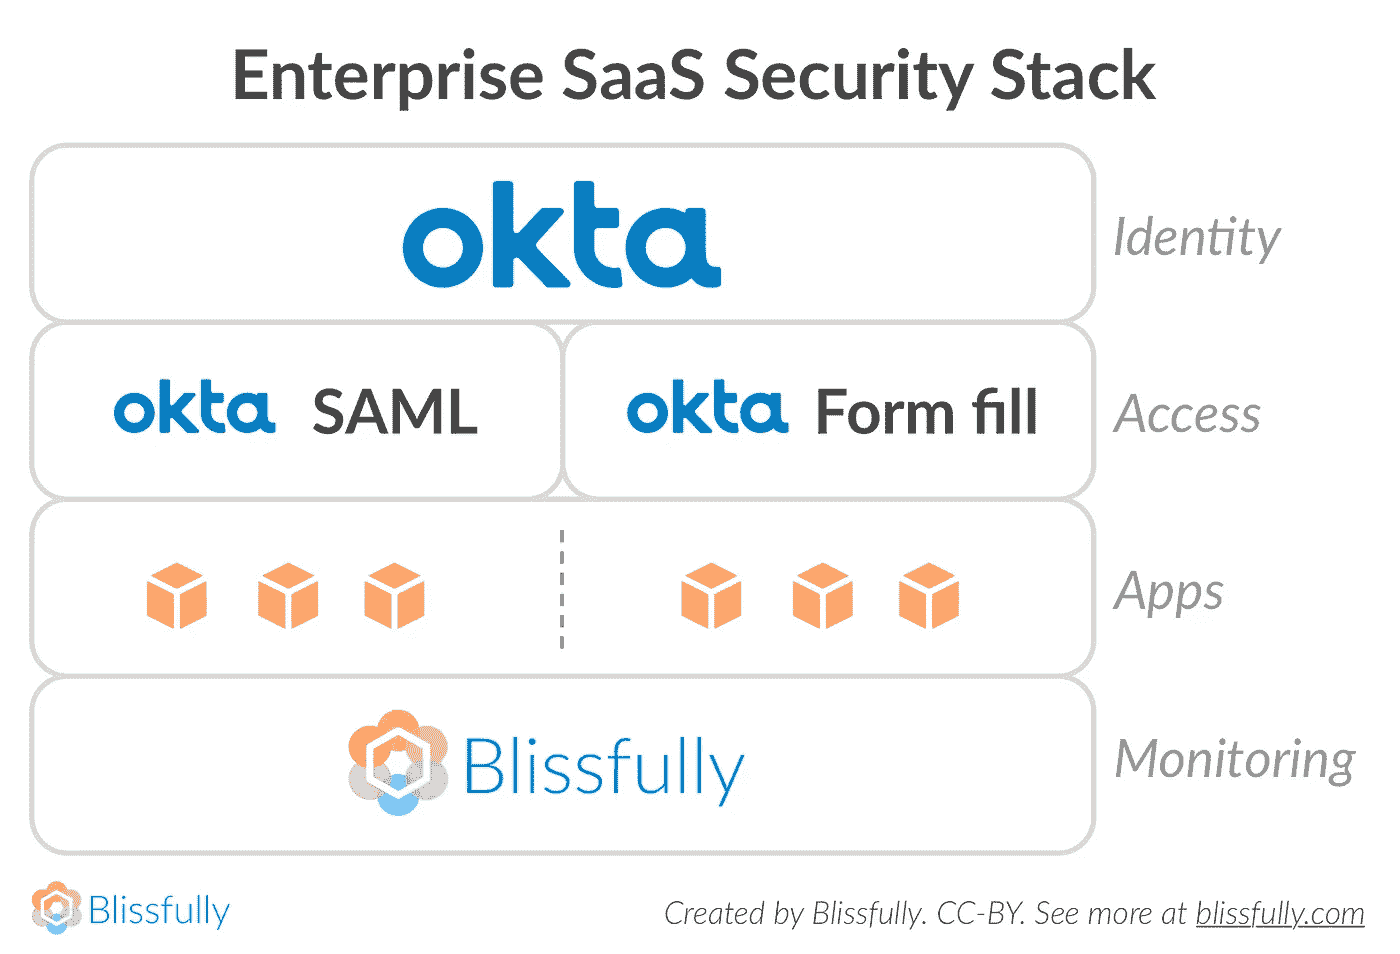 Enterprise SaaS Security Stack
okta
Identity
okta SAML
okta Form fill
Access
Apps
Blissfully
Monitoring
Blissfully
Created by Blissfully. CC-BY. See more at blissfully.com